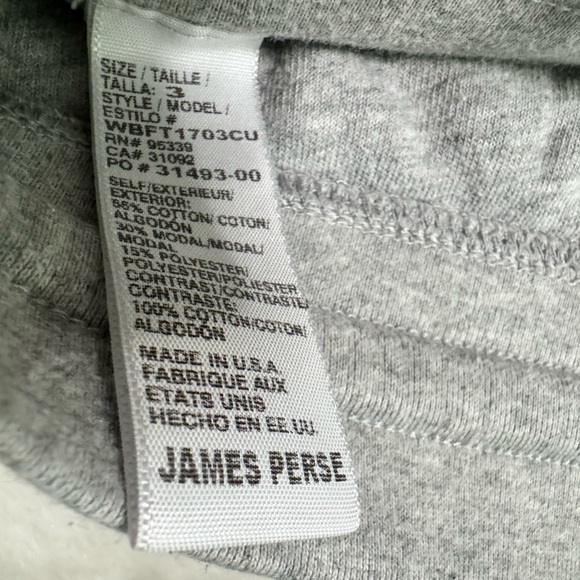 SIZE / TAILLE /
TALLA: 3
STYLE / MODEL /
ESTILO #
WBFT1703CU
RN# 95339
CA# 31092
PO # 31493-00
SELF/EXTERIEUR/
EXTERIOR:
55% COTTON/ COTON/
ALGODÓN
30% MODAL/MODAL/
MODAL
15% POLYESTER/
POLYESTER/POLIESTER
CONTRAST/CONTRASTE/
CONTRASTE:
100% COTTON/COTON/
ALGODÓN
MADE IN U.S.A
FABRIQUE AUX
ETATS UNIS
HECHO EN EE.UU.
JAMES PERSE